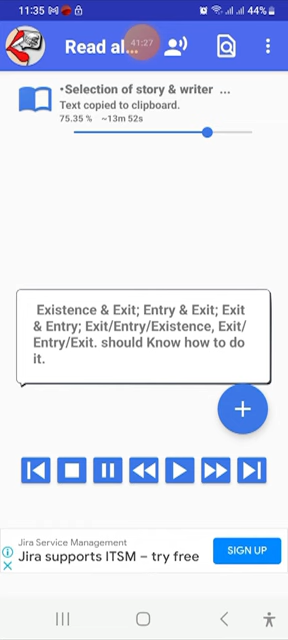 11:35 44%
Read al... 41:27
•Selection of story & writer ...
Text copied to clipboard.
75.35 % ~13m 52s
Existence & Exit; Entry & Exit; Exit
& Entry; Exit/Entry/Existence, Exit/
Entry/Exit. should Know how to do
it.
+
Jira Service Management
Jira supports ITSM – try free
SIGN UP